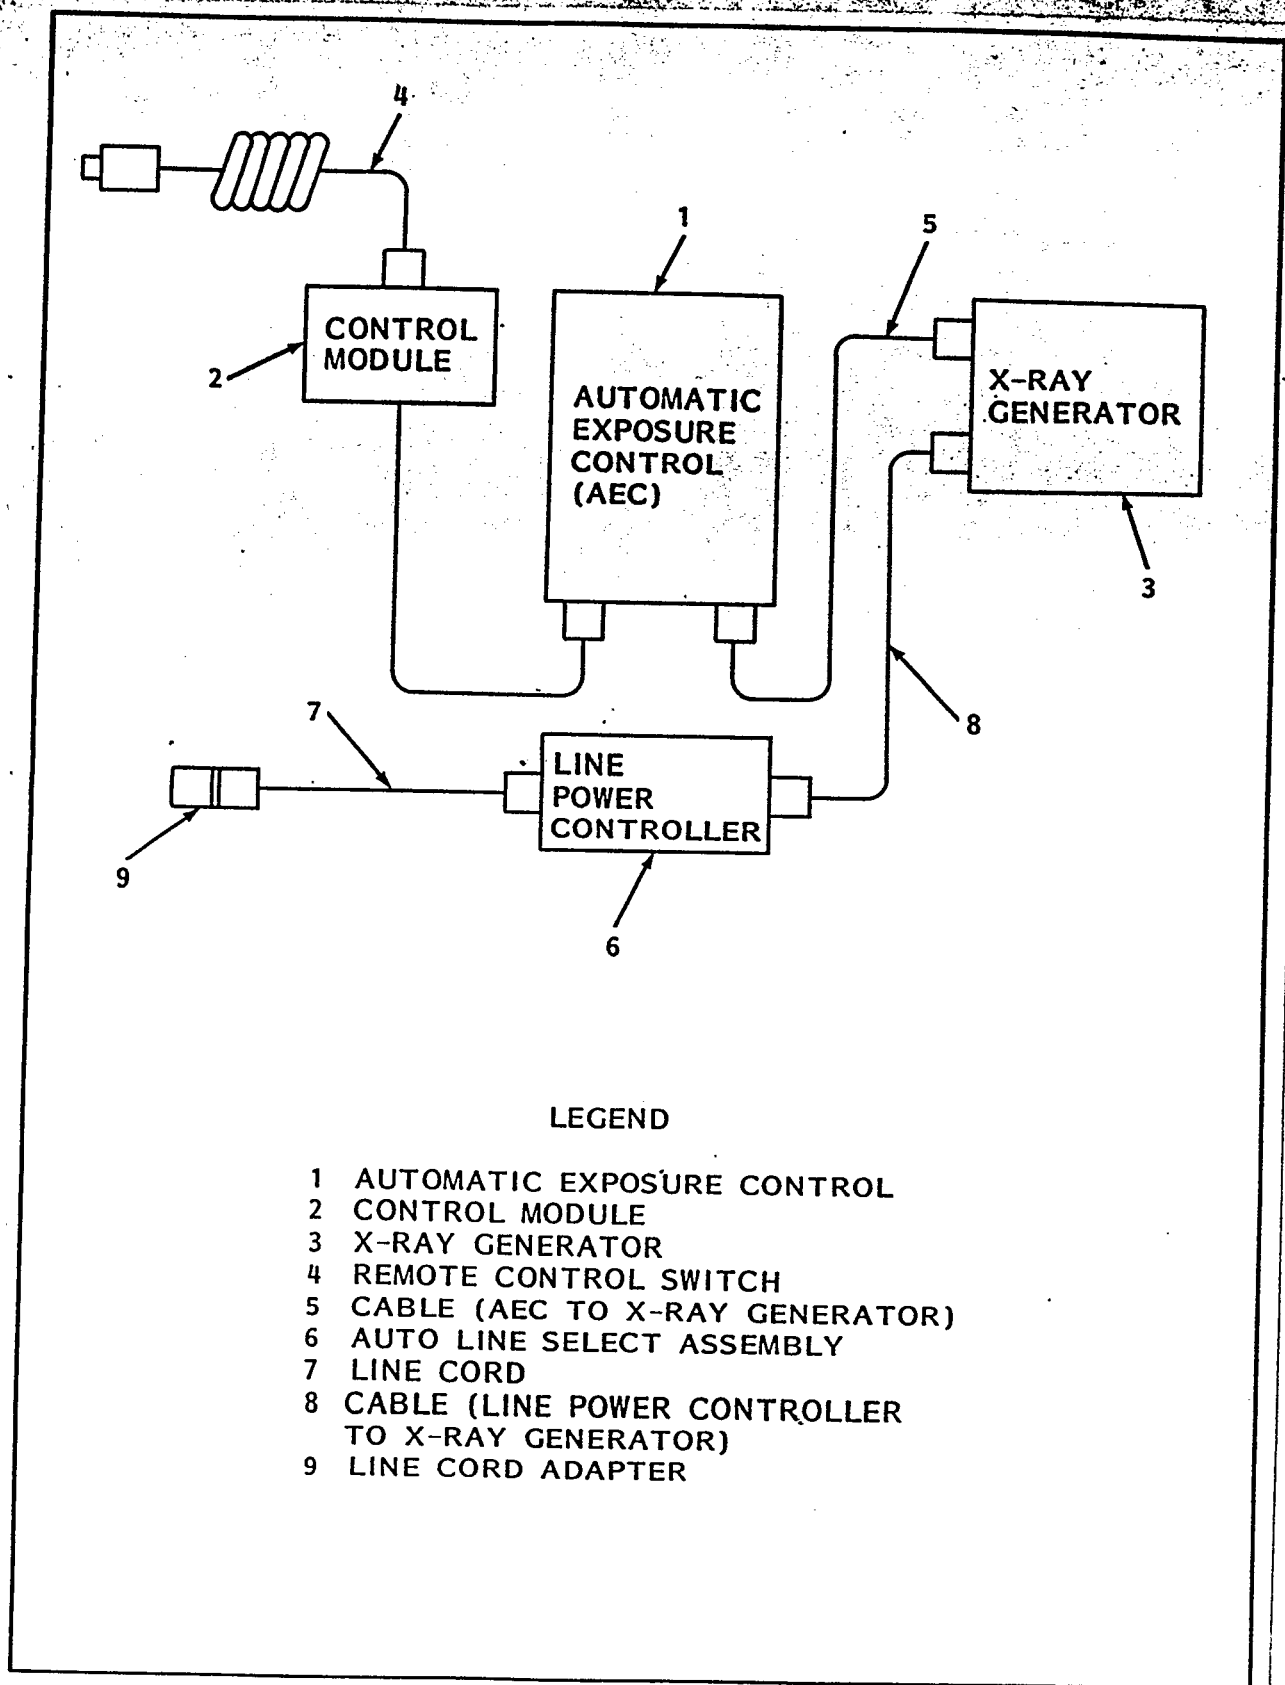 4
1
5
CONTROL
MODULE
2
AUTOMATIC
EXPOSURE
CONTROL
(AEC)
X-RAY
GENERATOR
3
7
8
LINE
POWER
CONTROLLER
9
6
LEGEND
1 AUTOMATIC EXPOSURE CONTROL
2 CONTROL MODULE
3 X-RAY GENERATOR
4 REMOTE CONTROL SWITCH
5 CABLE (AEC TO X-RAY GENERATOR)
6 AUTO LINE SELECT ASSEMBLY
7 LINE CORD
8 CABLE (LINE POWER CONTROLLER
TO X-RAY GENERATOR)
9 LINE CORD ADAPTER